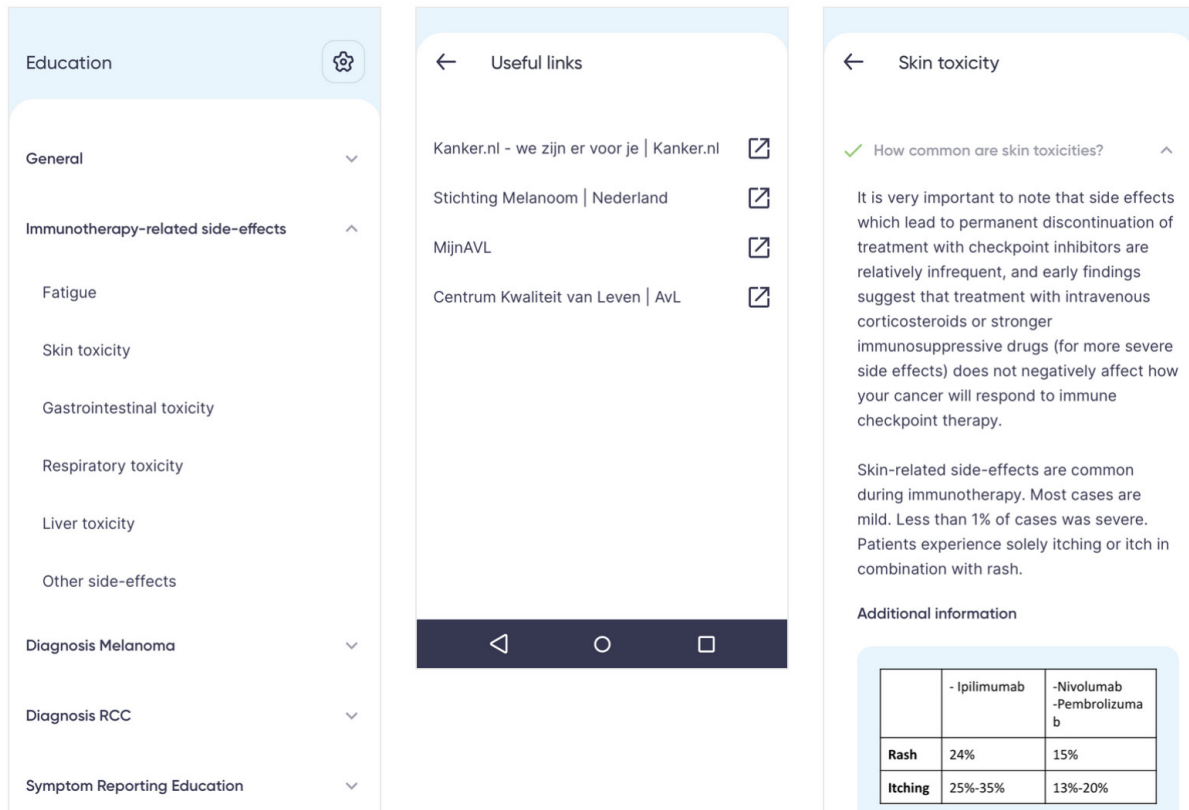 Education
General
Immunotherapy-related side-effects
Fatigue
Skin toxicity
Gastrointestinal toxicity
Respiratory toxicity
Liver toxicity
Other side-effects
Diagnosis Melanoma
Diagnosis RCC
Symptom Reporting Education
Useful links
Kanker.nl - we zijn er voor je | Kanker.nl
Stichting Melanoom | Nederland
MijnAVL
Centrum Kwaliteit van Leven | AvL
Skin toxicity
How common are skin toxicities?
It is very important to note that side effects
which lead to permanent discontinuation of
treatment with checkpoint inhibitors are
relatively infrequent, and early findings
suggest that treatment with intravenous
corticosteroids or stronger
immunosuppressive drugs (for more severe
side effects) does not negatively affect how
your cancer will respond to immune
checkpoint therapy.
Skin-related side-effects are common
during immunotherapy. Most cases are
mild. Less than 1% of cases was severe.
Patients experience solely itching or itch in
combination with rash.
Additional information
- Ipilimumab -Nivolumab
-Pembrolizuma
b
Rash 24% 15%
Itching 25%-35% 13%-20%